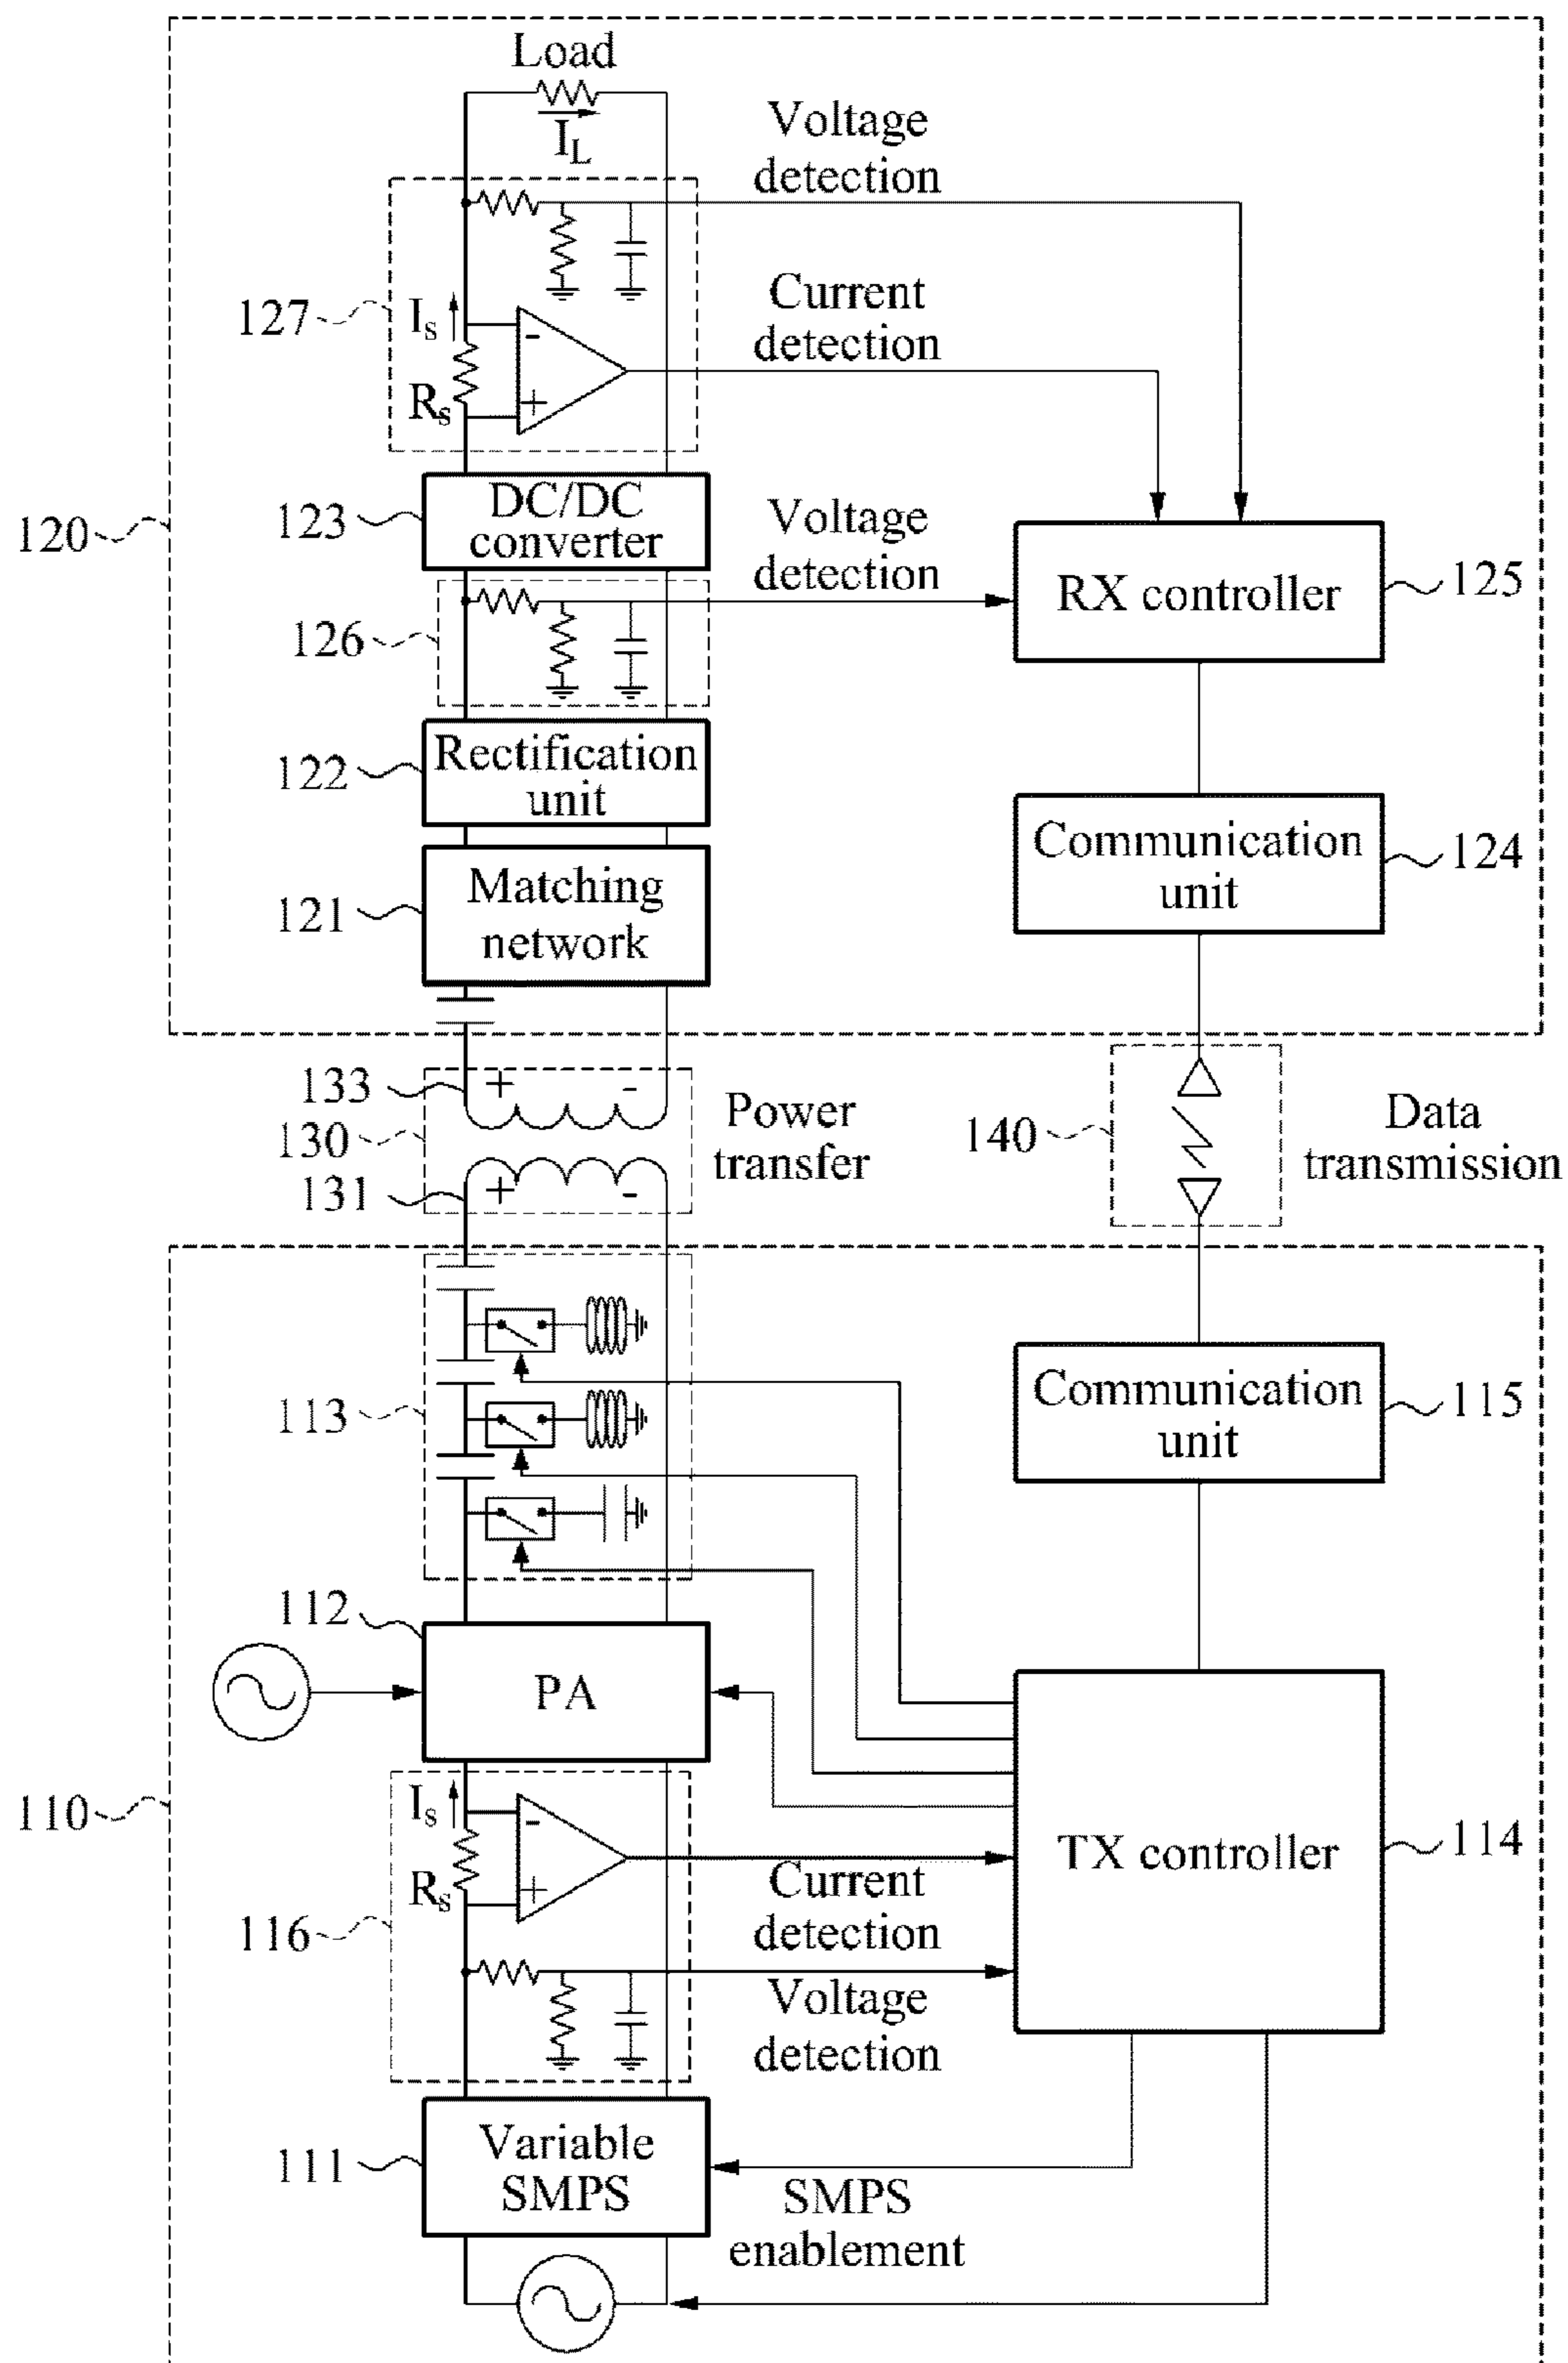 Load
I_L
Voltage
detection
127
I_s
Current
detection
-
+
R_s
120
123
DC/DC
converter
Voltage
detection
RX controller
125
126
122
Rectification
unit
121
Matching
network
Communication
unit
124
133
+ -
130
Power
transfer
131
+ -
140
Data
transmission
113
Communication
unit
115
112
PA
110
I_s
-
+
R_s
116
Current
detection
Voltage
detection
TX controller
114
111
Variable
SMPS
SMPS
enablement